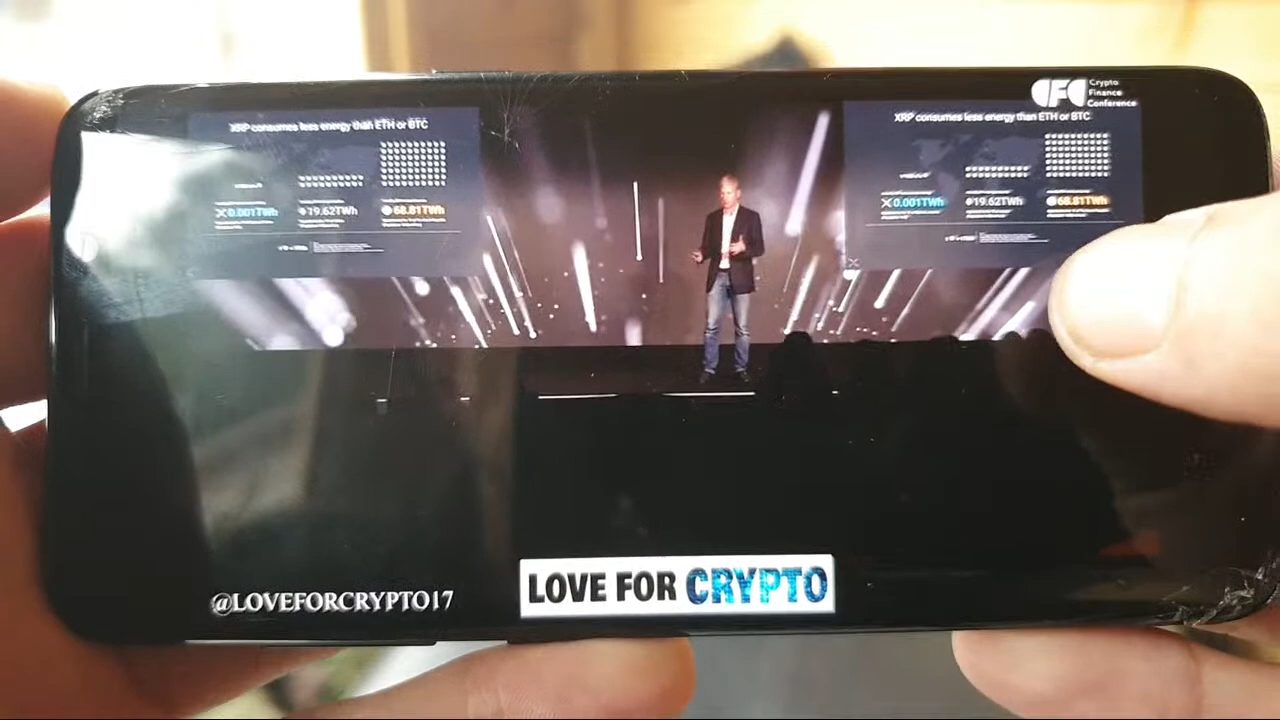 Crypto
Finance
Conference
XRP consumes less energy than ETH or BTC
0.001TWh
19.62TWh
68.81TWh
XRP consumes less energy than ETH or BTC
0.001TWh
19.62TWh
68.81TWh
@LOVEFORCRYPTO17
LOVE FOR CRYPTO